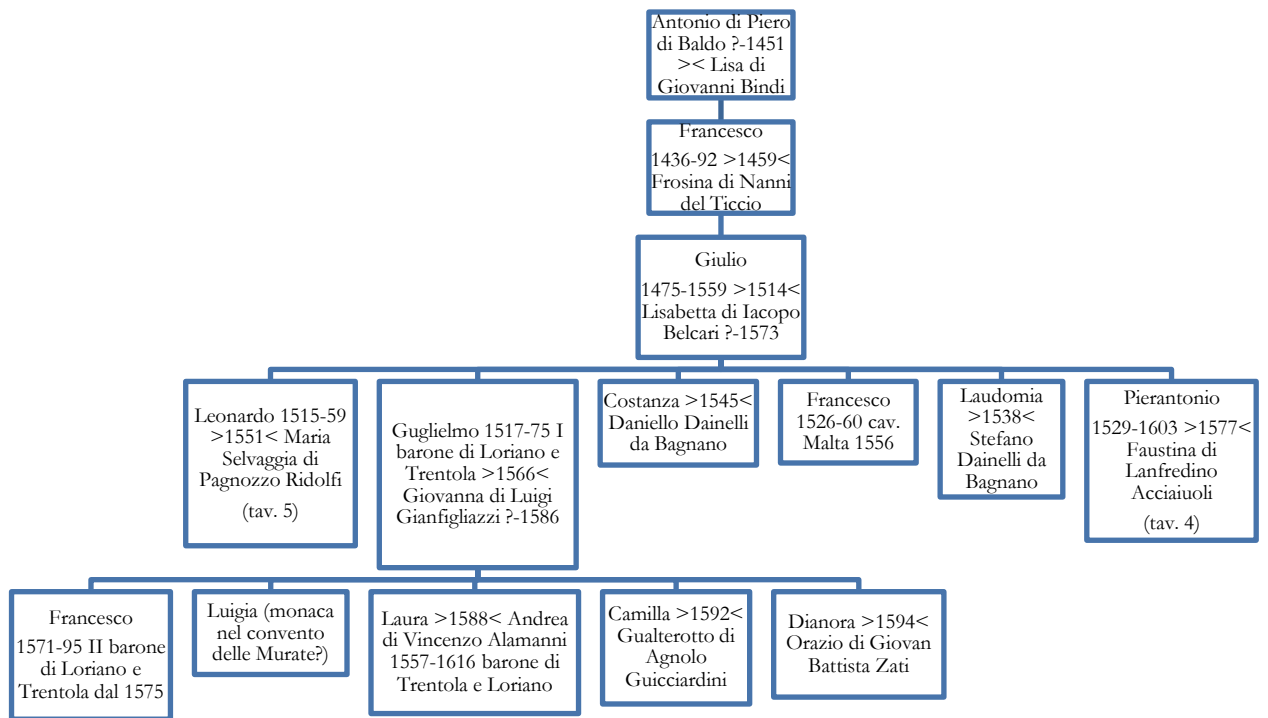 Antonio di Piero
di Baldo ?-1451
>< Lisa di
Giovanni Bindi
Francesco
1436-92 >1459<
Frosina di Nanni
del Ticcio
Giulio
1475-1559 >1514<
Lisabetta di Iacopo
Belcari ?-1573
Leonardo 1515-59
>1551< Maria
Selvaggia di
Pagnozzo Ridolfi
(tav. 5)
Guglielmo 1517-75 I
barone di Loriano e
Trentola >1566<
Giovanna di Luigi
Gianfigliazzi ?-1586
Costanza >1545<
Daniello Dainelli
da Bagnano
Francesco
1526-60 cav.
Malta 1556
Laudomia
>1538<
Stefano
Dainelli da
Bagnano
Pierantonio
1529-1603 >1577<
Faustina di
Lanfredino
Acciaiuoli
(tav. 4)
Francesco
1571-95 II barone
di Loriano e
Trentola dal 1575
Luigia (monaca
nel convento
delle Murate?)
Laura >1588< Andrea
di Vincenzo Alamanni
1557-1616 barone di
Trentola e Loriano
Camilla >1592<
Gualterotto di
Agnolo
Guicciardini
Dianora >1594<
Orazio di Giovan
Battista Zati